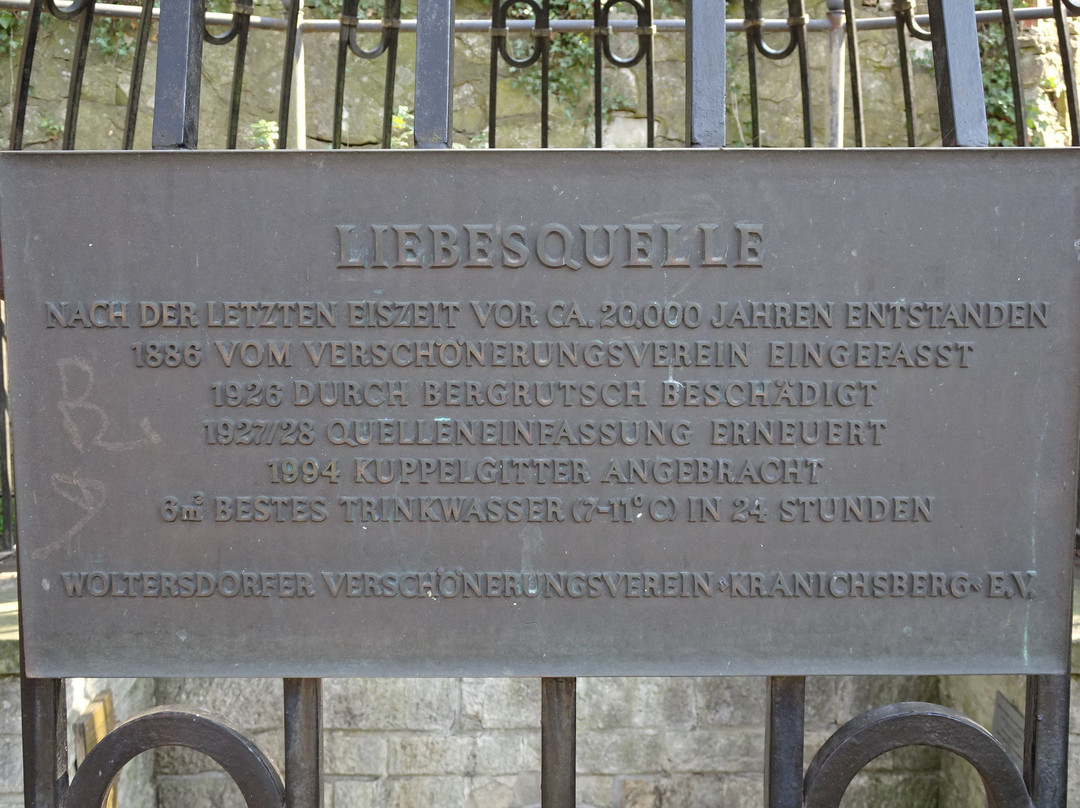 LIEBESQUELLE
NACH DER LETZTEN EISZEIT VOR CA. 20.000 JAHREN ENTSTANDEN
1886 VOM VERSCHÖNERUNGSVEREIN EINGEFASST
1926 DURCH BERGRUTSCH BESCHÄDIGT
1927/28 QUELLENEINFASSUNG ERNEUERT
1994 KUPPELGITTER ANGEBRACHT
6m³ BESTES TRINKWASSER (7-11°C) IN 24 STUNDEN
WOLTERSDORFER VERSCHÖNERUNGSVEREIN »KRANICHSBERG« E.V.